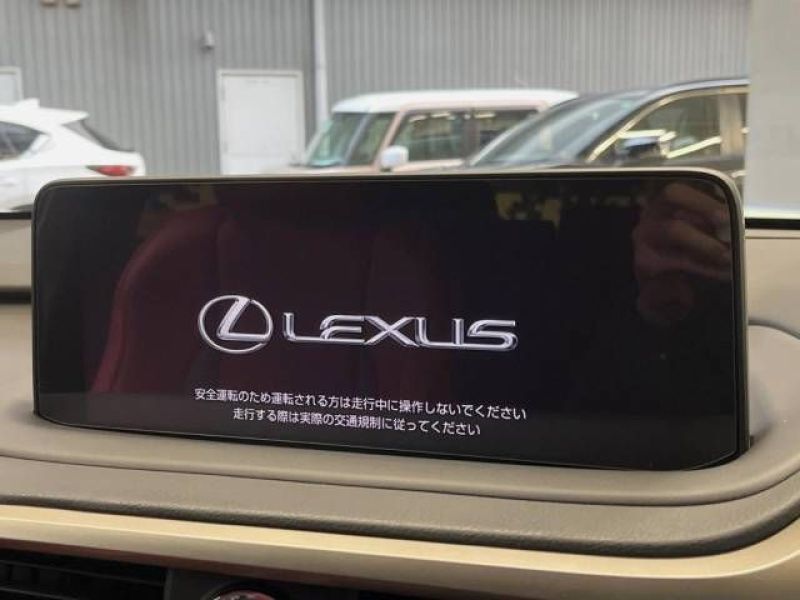 LEXUS
安全運転のため運転される方は走行中に操作しないでください
走行する際は実際の交通規制に従ってください